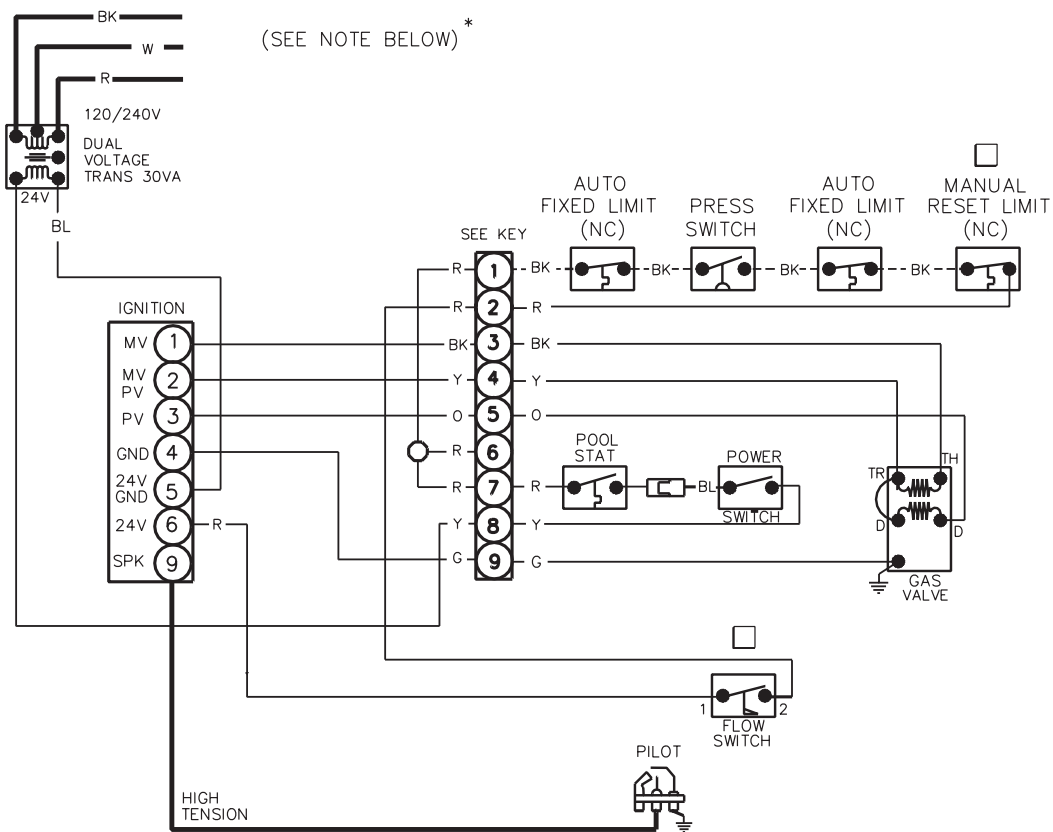 BK
W
R
(SEE NOTE BELOW)*
120/240V
DUAL
VOLTAGE
TRANS 30VA
24V
BL
AUTO
FIXED LIMIT
(NC)
PRESS
SWITCH
AUTO
FIXED LIMIT
(NC)
MANUAL
RESET LIMIT
(NC)
SEE KEY
R 1 BK BK BK BK
R 2 R
IGNITION
MV 1 BK 3 BK
MV
PV 2 Y 4 Y
PV 3 O 5 O
GND 4 R 6
24V
GND 5 R 7 R
POOL
STAT
BL
POWER
SWITCH
24V 6 R Y 8 Y
SPK 9 G 9 G
TR TH
D D
GAS
VALVE
1 2
FLOW
SWITCH
PILOT
HIGH
TENSION